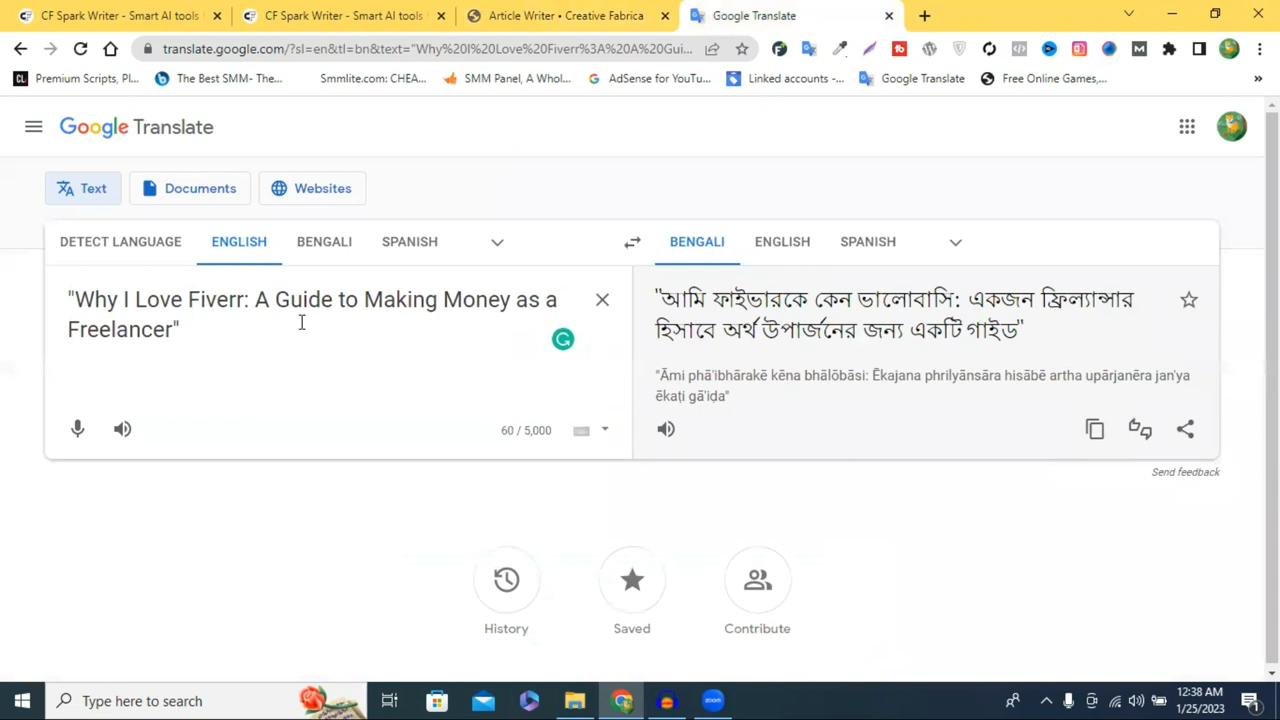 CF Spark Writer - Smart AI tools
CF Spark Writer - Smart AI tools
Article Writer - Creative Fabrica
Google Translate
translate.google.com/?sl=en&tl=bn&text="Why%20I%20Love%20Fiverr%3A%20A%20Gui...
Premium Scripts, Pl...
The Best SMM- The...
Smmlite.com: CHEA...
SMM Panel, A Whol...
AdSense for YouTu...
Linked accounts -...
Google Translate
Free Online Games,...
Google Translate
Text
Documents
Websites
DETECT LANGUAGE ENGLISH BENGALI SPANISH
BENGALI ENGLISH SPANISH
"Why I Love Fiverr: A Guide to Making Money as a
Freelancer"
60 / 5,000
"আমি ফাইভারকে কেন ভালোবাসি: একজন ফ্রিল্যান্সার
হিসাবে অর্থ উপার্জনের জন্য একটি গাইড"
"Āmi phā'ibhārakē kēna bhālōbāsi: Ēkajana phrilyānsāra hisābē artha upārjanēra jan'ya
ēkaṭi gā'iḍa"
Send feedback
History
Saved
Contribute
Type here to search
zoom
12:38 AM
1/25/2023
1